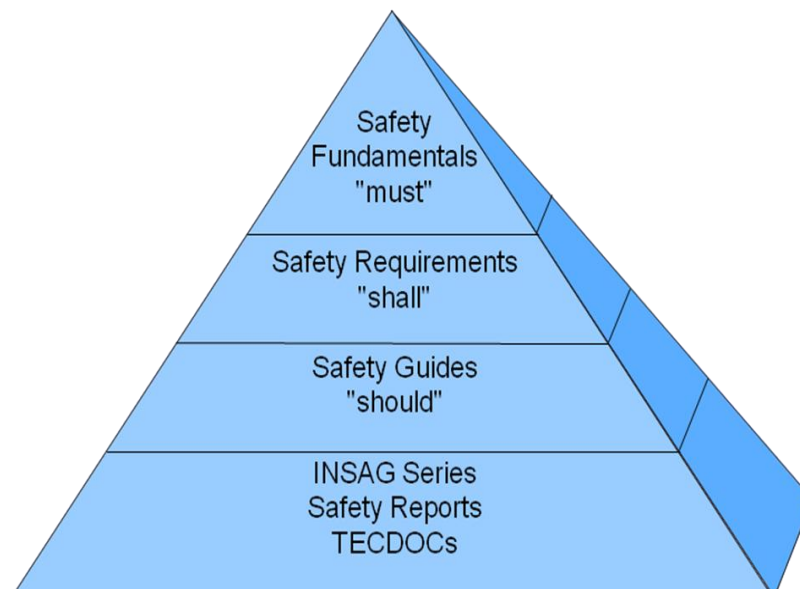 Safety
Fundamentals
"must"
Safety Requirements
"shall"
Safety Guides
"should"
INSAG Series
Safety Reports
TECDOCs